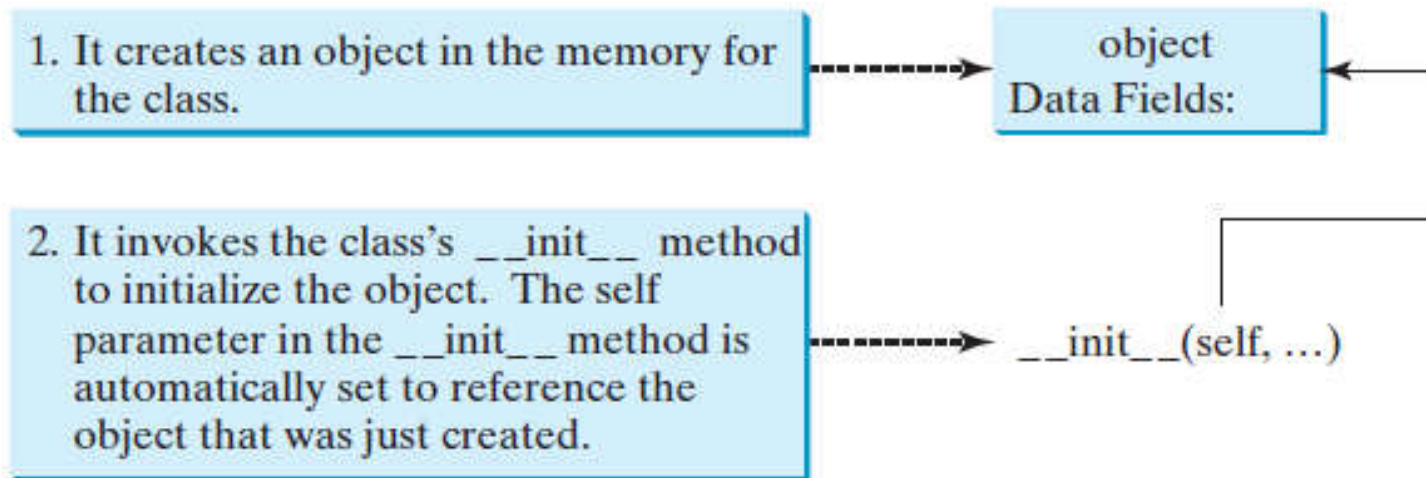 1. It creates an object in the memory for
the class.
object
Data Fields:
2. It invokes the class’s __init__ method
to initialize the object. The self
parameter in the __init__ method is
automatically set to reference the
object that was just created.
__init__(self, …)